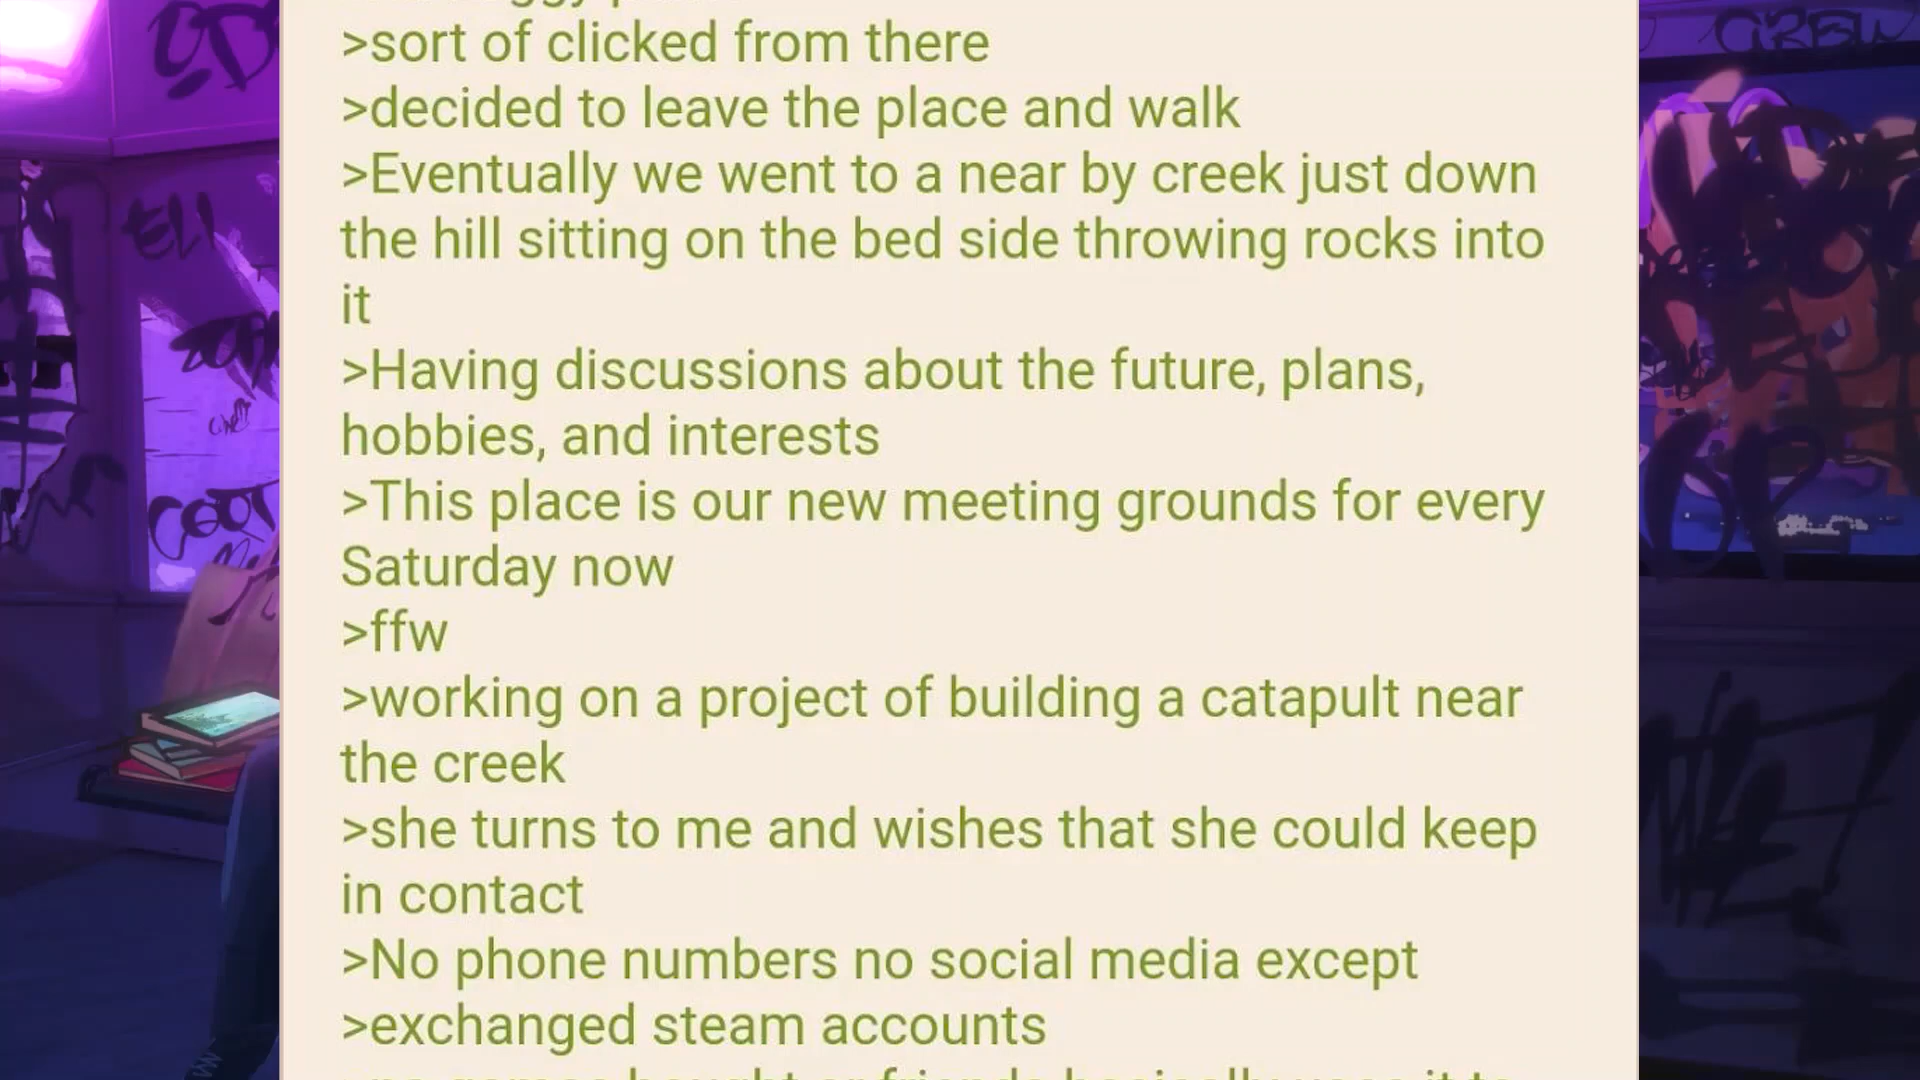 >sort of clicked from there
>decided to leave the place and walk
>Eventually we went to a near by creek just down
the hill sitting on the bed side throwing rocks into
it
>Having discussions about the future, plans,
hobbies, and interests
>This place is our new meeting grounds for every
Saturday now
>ffw
>working on a project of building a catapult near
the creek
>she turns to me and wishes that she could keep
in contact
>No phone numbers no social media except
>exchanged steam accounts